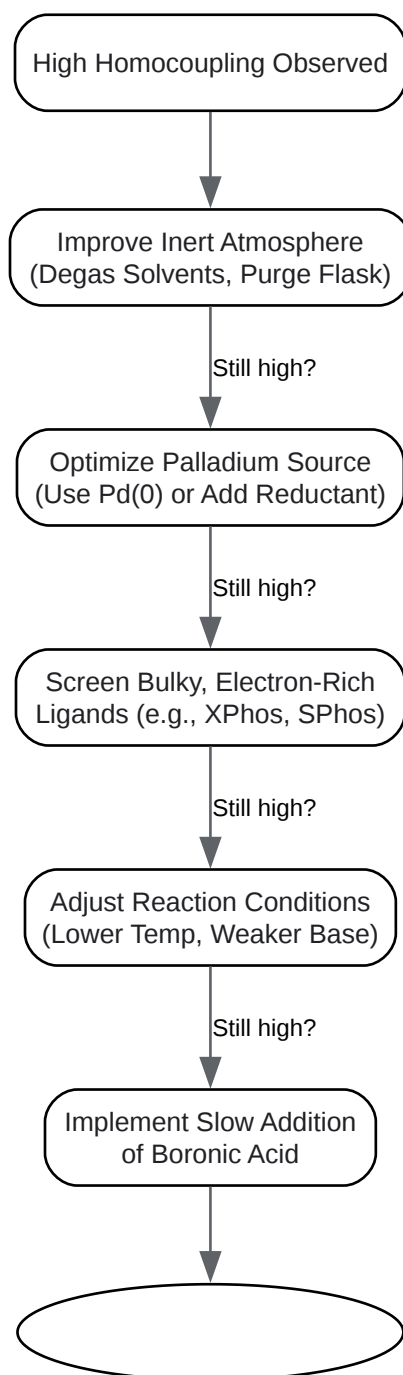 High Homocoupling Observed
Improve Inert Atmosphere
(Degas Solvents, Purge Flask)
Still high?
Optimize Palladium Source
(Use Pd(0) or Add Reductant)
Still high?
Screen Bulky, Electron-Rich
Ligands (e.g., XPhos, SPhos)
Still high?
Adjust Reaction Conditions
(Lower Temp, Weaker Base)
Still high?
Implement Slow Addition
of Boronic Acid